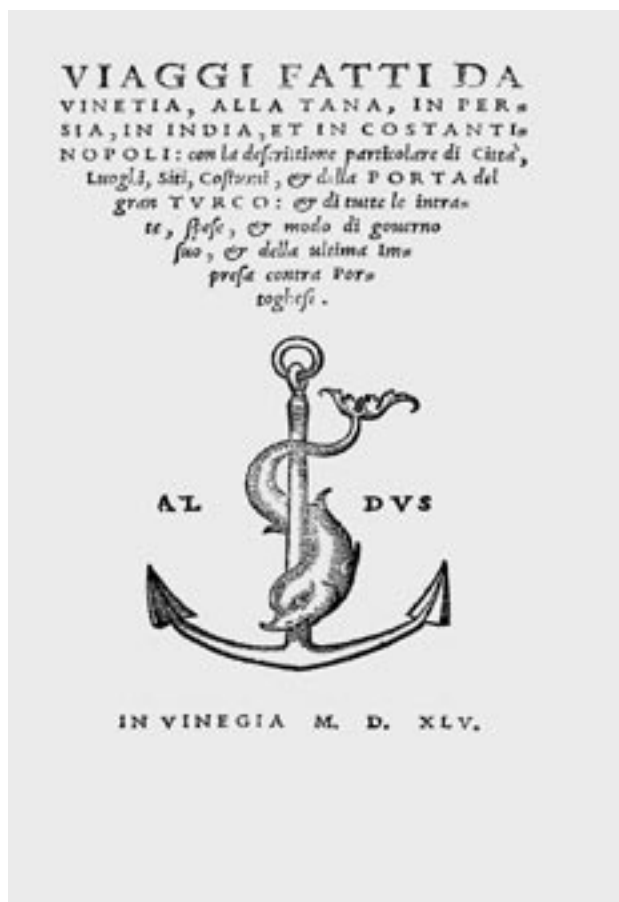 VIAGGI FATTI DA
VINETIA, ALLA TANA, IN PER=
SIA, IN INDIA, ET IN COSTANTI=
NOPOLI: con la descrittione particolare di Città,
Luoghi, Siti, Costumi, & della PORTA del
gran TVRCO: & di tutte le intra=
te, spese, & modo di gouerno
suo, & della ultima Im=
presa contra Por=
toghesi.
AL DVS
IN VINEGIA M. D. XLV.